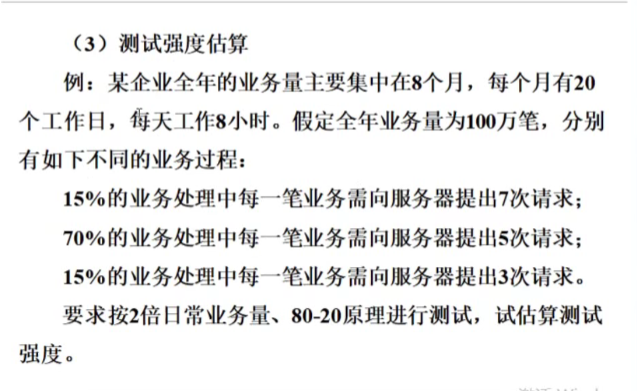 （3）测试强度估算
例：某企业全年的业务量主要集中在8个月，每个月有20
个工作日，每天工作8小时。假定全年业务量为100万笔，分别
有如下不同的业务过程：
15%的业务处理中每一笔业务需向服务器提出7次请求；
70%的业务处理中每一笔业务需向服务器提出5次请求；
15%的业务处理中每一笔业务需向服务器提出3次请求。
要求按2倍日常业务量、80-20原理进行测试，试估算测试
强度。